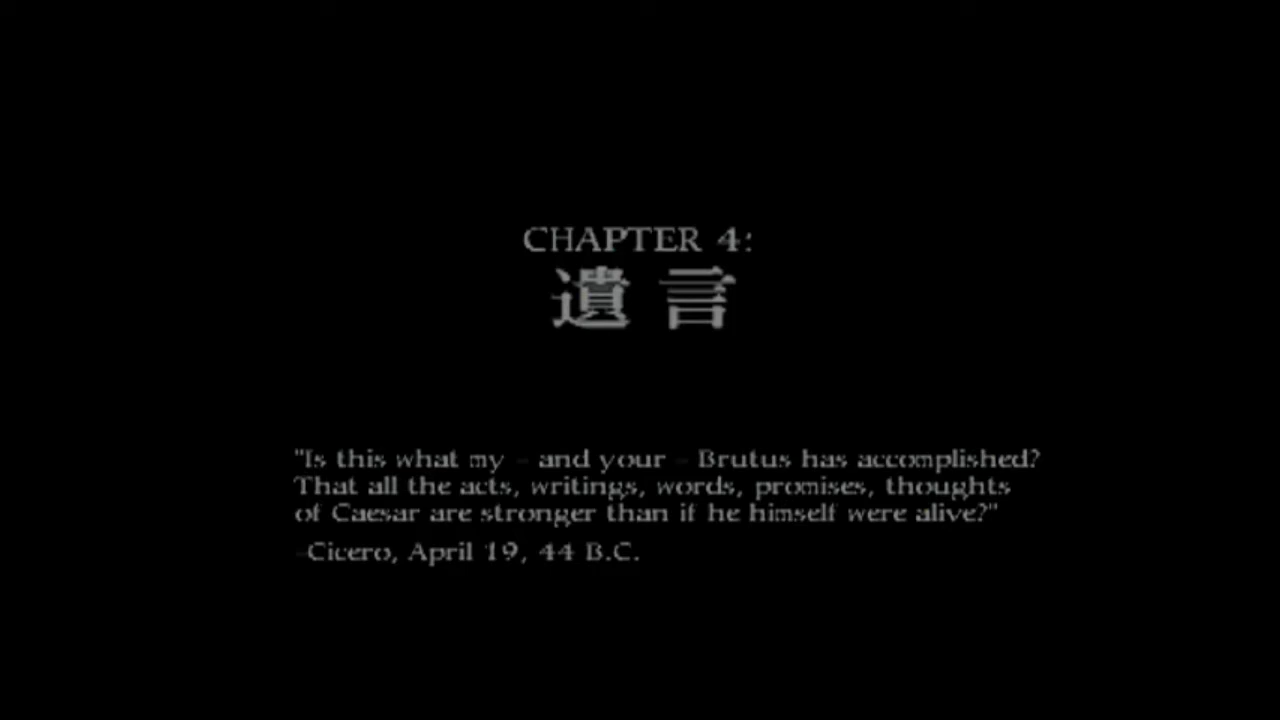 CHAPTER 4:
遺言
"Is this what my – and your – Brutus has accomplished?
That all the acts, writings, words, promises, thoughts
of Caesar are stronger than if he himself were alive?"
–Cicero, April 19, 44 B.C.